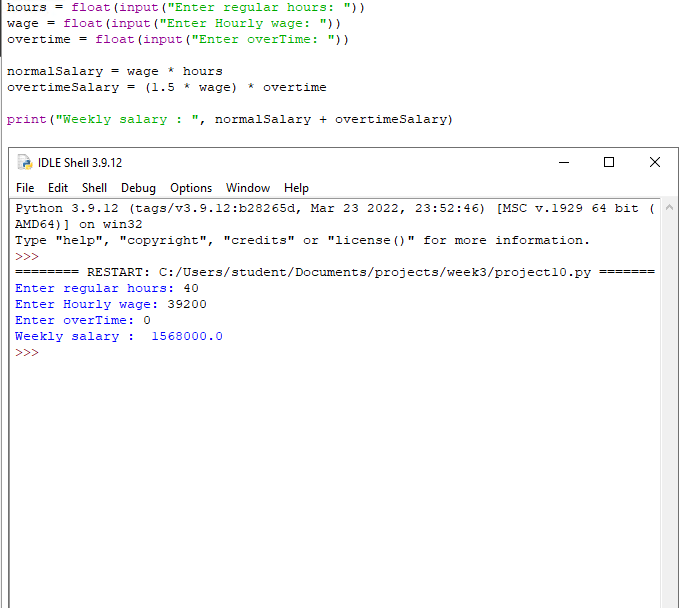 hours = float(input("Enter regular hours: "))
wage = float(input("Enter Hourly wage: "))
overtime = float(input("Enter overTime: "))
normalSalary = wage * hours
overtimeSalary = (1.5 * wage) * overtime
print("Weekly salary : ", normalSalary + overtimeSalary)
IDLE Shell 3.9.12
File Edit Shell Debug Options Window Help
Python 3.9.12 (tags/v3.9.12:b28265d, Mar 23 2022, 23:52:46) [MSC v.1929 64 bit (
AMD64)] on win32
Type "help", "copyright", "credits" or "license()" for more information.
>>>
======== RESTART: C:/Users/student/Documents/projects/week3/project10.py =======
Enter regular hours: 40
Enter Hourly wage: 39200
Enter overTime: 0
Weekly salary :  1568000.0
>>>